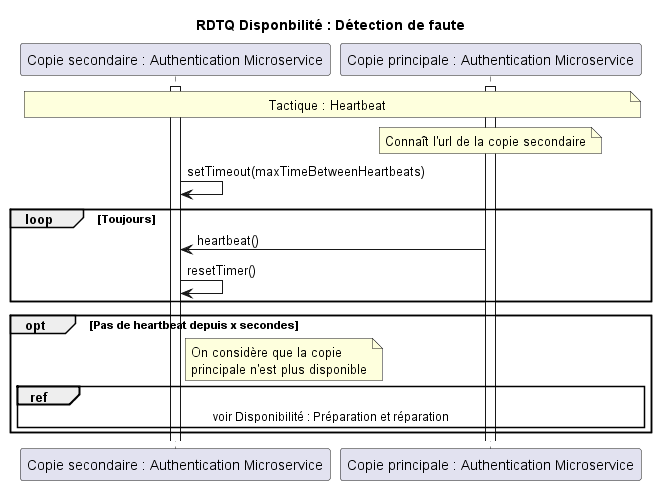 RDTQ Disponbilité : Détection de faute
Copie secondaire : Authentication Microservice
Copie principale : Authentication Microservice
Tactique : Heartbeat
Connaît l'url de la copie secondaire
setTimeout(maxTimeBetweenHeartbeats)
loop
[Toujours]
heartbeat()
resetTimer()
opt
[Pas de heartbeat depuis x secondes]
On considère que la copie
principale n'est plus disponible
ref
voir Disponibilité : Préparation et réparation
Copie secondaire : Authentication Microservice
Copie principale : Authentication Microservice